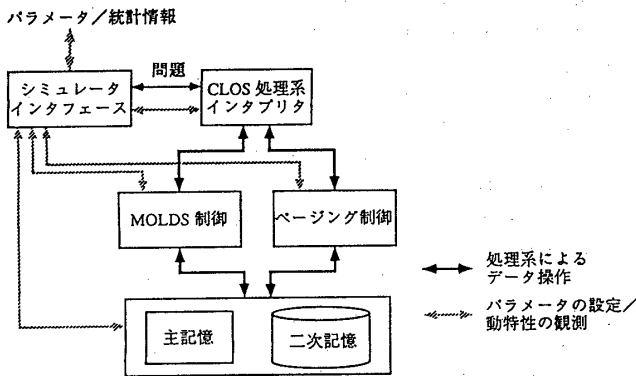 パラメータ/統計情報
問題
シミュレータ
インタフェース
CLOS 処理系
インタプリタ
MOLDS 制御
ページング制御
処理系による
データ操作
パラメータの設定/
動特性の観測
主記憶
二次記憶